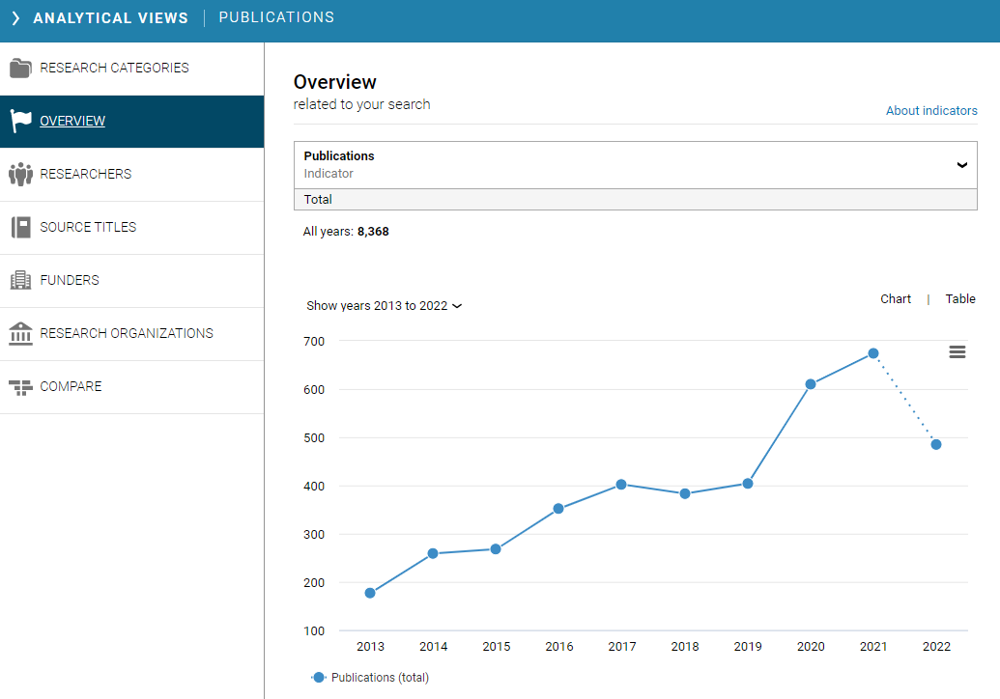 ANALYTICAL VIEWS PUBLICATIONS
RESEARCH CATEGORIES
OVERVIEW
RESEARCHERS
SOURCE TITLES
FUNDERS
RESEARCH ORGANIZATIONS
COMPARE
Overview
related to your search
About indicators
Publications
Indicator
Total
All years: 8,368
Show years 2013 to 2022
Chart | Table
700
600
500
400
300
200
100
2013 2014 2015 2016 2017 2018 2019 2020 2021 2022
Publications (total)